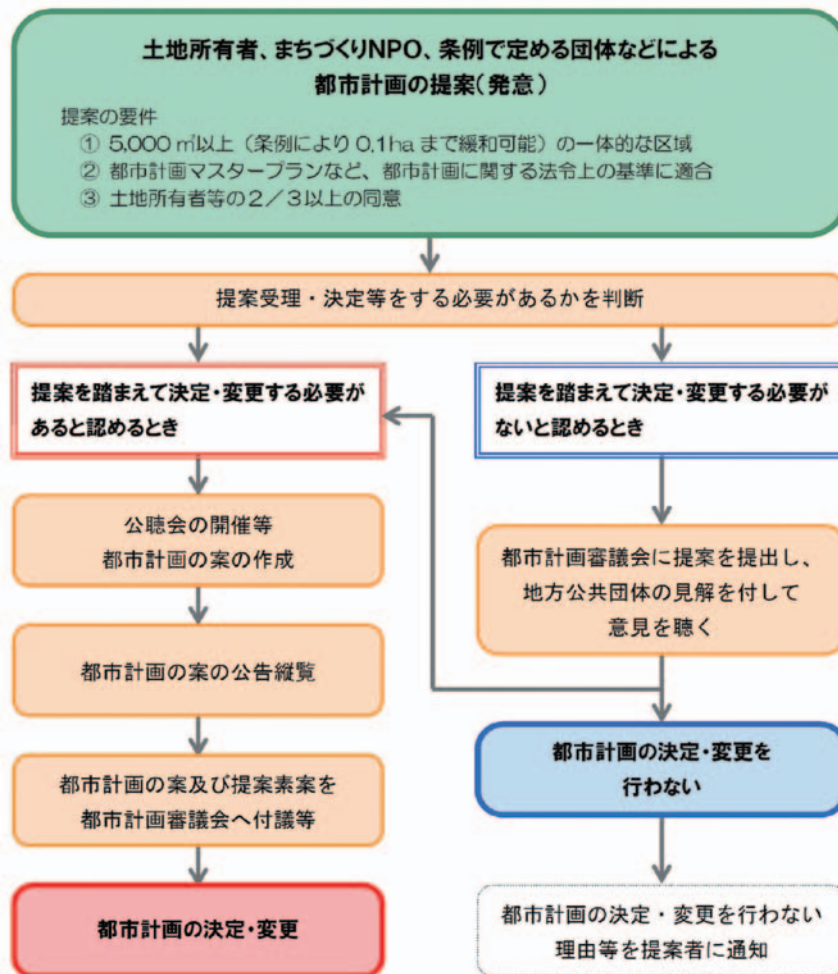 土地所有者、まちづくりNPO、条例で定める団体などによる
都市計画の提案(発意)
提案の要件
① 5,000 ㎡以上（条例により 0.1ha まで緩和可能）の一体的な区域
② 都市計画マスタープランなど、都市計画に関する法令上の基準に適合
③ 土地所有者等の２／３以上の同意
提案受理・決定等をする必要があるかを判断
提案を踏まえて決定・変更する必要が
あると認めるとき
提案を踏まえて決定・変更する必要が
ないと認めるとき
公聴会の開催等
都市計画の案の作成
都市計画審議会に提案を提出し、
地方公共団体の見解を付して
意見を聴く
都市計画の案の公告縦覧
都市計画の決定・変更を
行わない
都市計画の案及び提案素案を
都市計画審議会へ付議等
都市計画の決定・変更
都市計画の決定・変更を行わない
理由等を提案者に通知